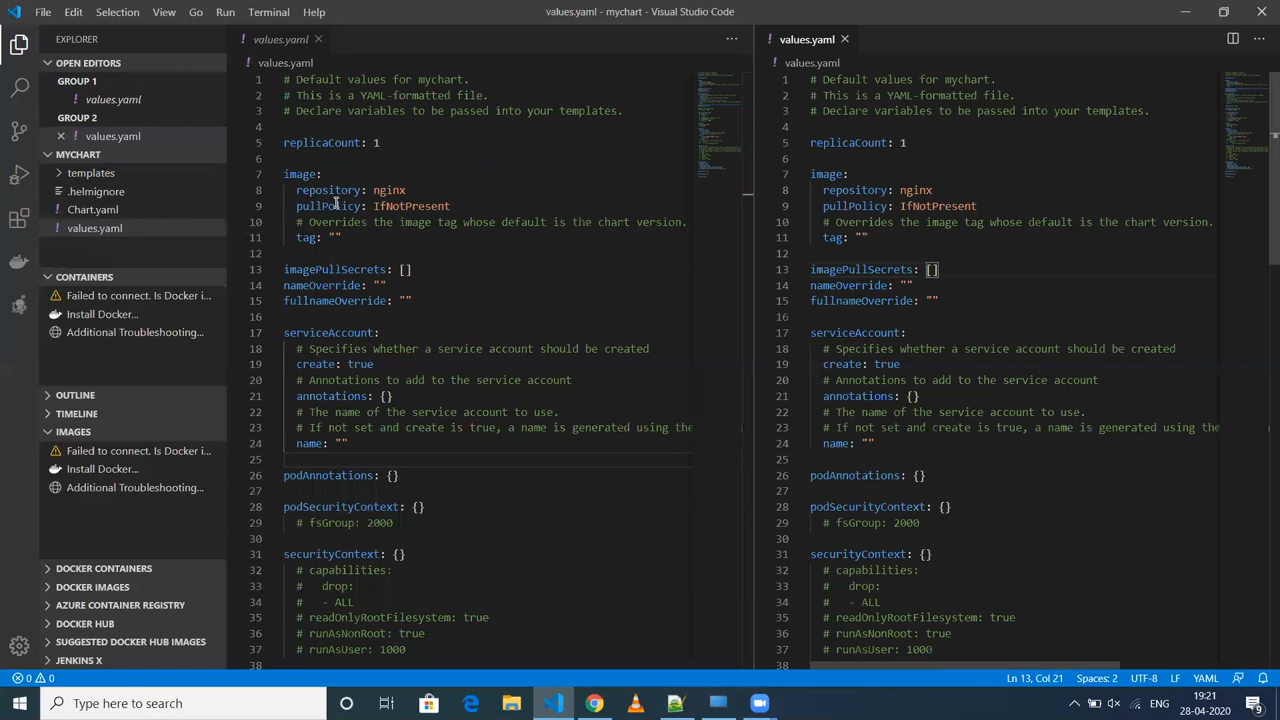 File Edit Selection View Go Run Terminal Help
values.yaml - mychart - Visual Studio Code
EXPLORER
OPEN EDITORS
GROUP 1
values.yaml
GROUP 2
values.yaml
MYCHART
templates
.helmignore
Chart.yaml
values.yaml
CONTAINERS
Failed to connect. Is Docker i
Install Docker...
Additional Troubleshooting...
OUTLINE
TIMELINE
IMAGES
Failed to connect. Is Docker i
Install Docker...
Additional Troubleshooting...
DOCKER CONTAINERS
DOCKER IMAGES
AZURE CONTAINER REGISTRY
DOCKER HUB
SUGGESTED DOCKER HUB IMAGES
JENKINS X
values.yaml
values.yaml
1 # Default values for mychart.
2 # This is a YAML-formatted file.
3 # Declare variables to be passed into your templates.
4
5 replicaCount: 1
6
7 image:
8 repository: nginx
9 pullPolicy: IfNotPresent
10 # Overrides the image tag whose default is the chart version.
11 tag: ""
12
13 imagePullSecrets: []
14 nameOverride: ""
15 fullnameOverride: ""
16
17 serviceAccount:
18 # Specifies whether a service account should be created
19 create: true
20 # Annotations to add to the service account
21 annotations: {}
22 # The name of the service account to use.
23 # If not set and create is true, a name is generated using the
24 name: ""
25
26 podAnnotations: {}
27
28 podSecurityContext: {}
29 # fsGroup: 2000
30
31 securityContext: {}
32 # capabilities:
33 # drop:
34 # - ALL
35 # readOnlyRootFilesystem: true
36 # runAsNonRoot: true
37 # runAsUser: 1000
38
values.yaml
values.yaml
1 # Default values for mychart.
2 # This is a YAML-formatted file.
3 # Declare variables to be passed into your templates.
4
5 replicaCount: 1
6
7 image:
8 repository: nginx
9 pullPolicy: IfNotPresent
10 # Overrides the image tag whose default is the chart version.
11 tag: ""
12
13 imagePullSecrets: []
14 nameOverride: ""
15 fullnameOverride: ""
16
17 serviceAccount:
18 # Specifies whether a service account should be created
19 create: true
20 # Annotations to add to the service account
21 annotations: {}
22 # The name of the service account to use.
23 # If not set and create is true, a name is generated using the
24 name: ""
25
26 podAnnotations: {}
27
28 podSecurityContext: {}
29 # fsGroup: 2000
30
31 securityContext: {}
32 # capabilities:
33 # drop:
34 # - ALL
35 # readOnlyRootFilesystem: true
36 # runAsNonRoot: true
37 # runAsUser: 1000
38
0 0
Ln 13, Col 21 Spaces: 2 UTF-8 LF YAML
Type here to search
ENG
19:21
28-04-2020
9